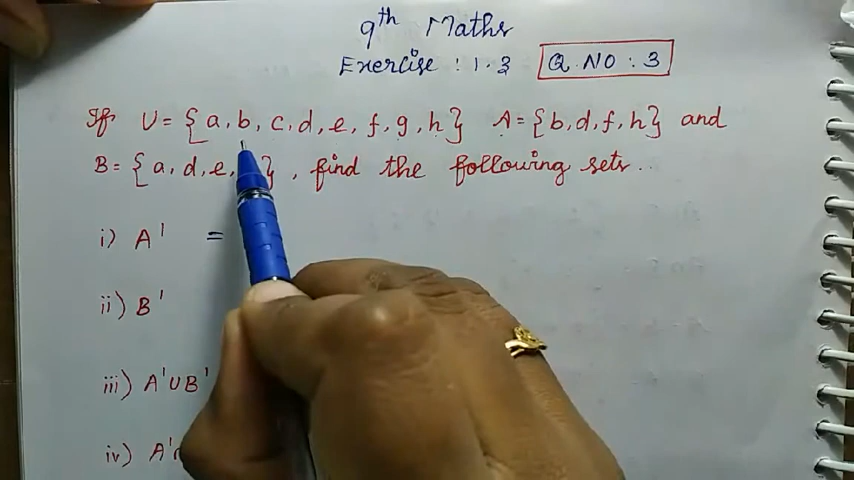 9th Maths
Exercise : 1.3 Q.NO : 3
If U = {a, b, c, d, e, f, g, h} A = {b, d, f, h} and
B = {a, d, e, }, find the following sets..
i) A' =
ii) B'
iii) A'UB'
iv) A'